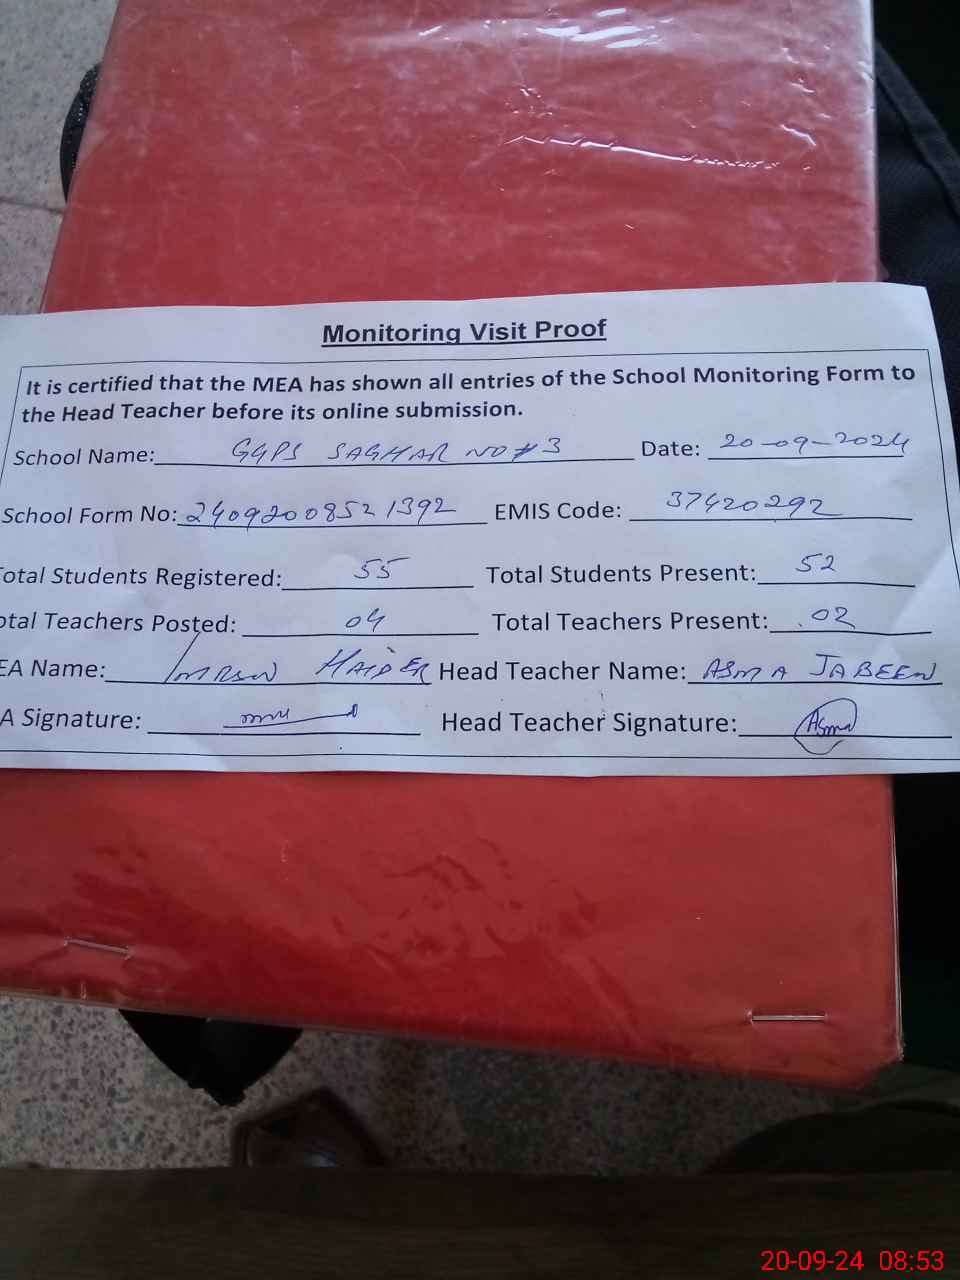 Monitoring Visit Proof
It is certified that the MEA has shown all entries of the School Monitoring Form to
the Head Teacher before its online submission.
School Name: GGPS SAGHAR NO # 3 Date: 20-09-2024
School Form No: 24092008521392 EMIS Code: 37420292
otal Students Registered: 55 Total Students Present: 52
otal Teachers Posted: 04 Total Teachers Present: 02
EA Name: IMRAN HAIDER Head Teacher Name: ASMA JABEEN
A Signature: Head Teacher Signature: Asma
20-09-24 08:53